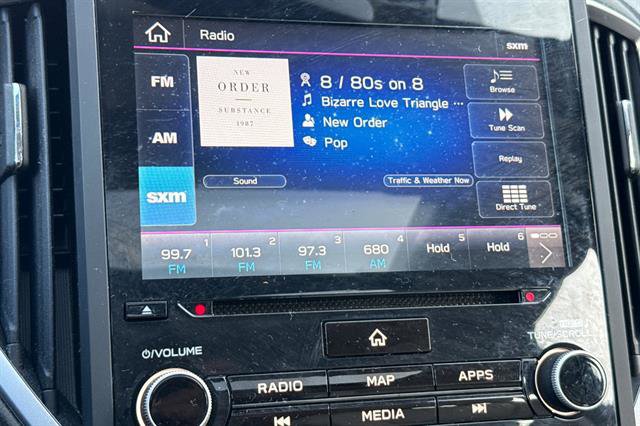 Radio
sxm
FM
AM
sxm
NEW
ORDER
SUBSTANCE
1987
8 / 80s on 8
Bizarre Love Triangle ...
New Order
Pop
Sound
Traffic & Weather Now
Browse
Tune Scan
Replay
Direct Tune
1
99.7
FM
2
101.3
FM
3
97.3
FM
4
680
AM
5
Hold
6
Hold
/VOLUME
TUNE/SCROLL
RADIO
MAP
APPS
MEDIA